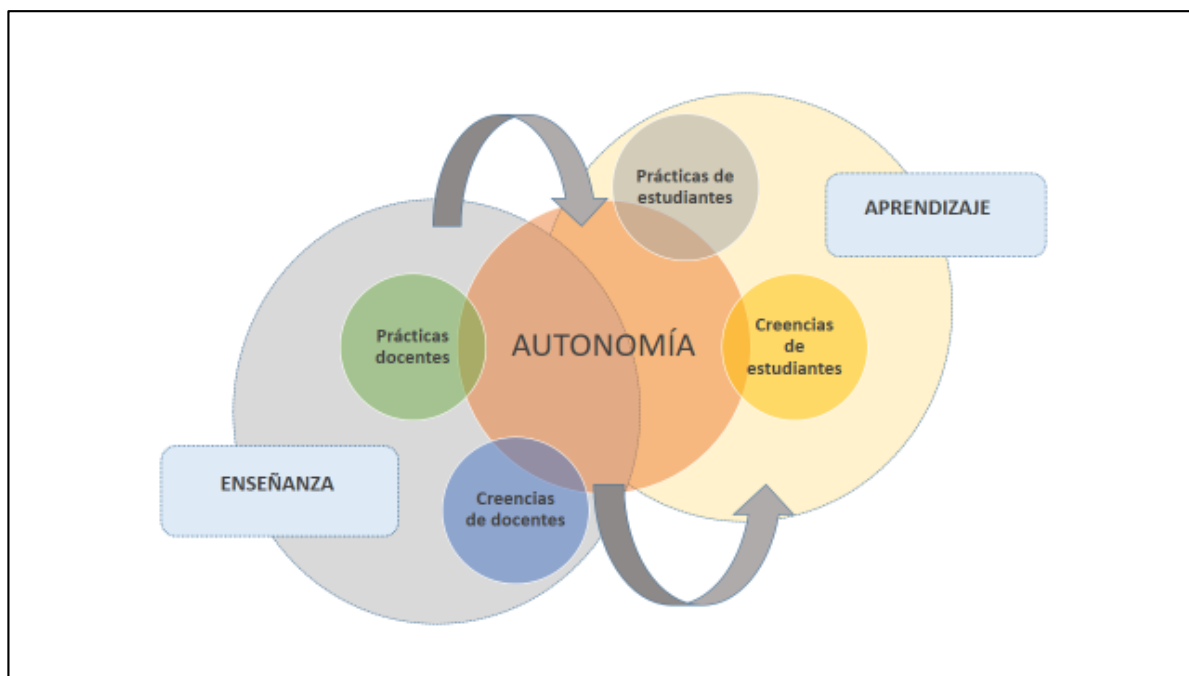 Prácticas de
estudiantes
APRENDIZAJE
Prácticas
docentes
AUTONOMÍA
Creencias
de
estudiantes
ENSEÑANZA
Creencias
de docentes